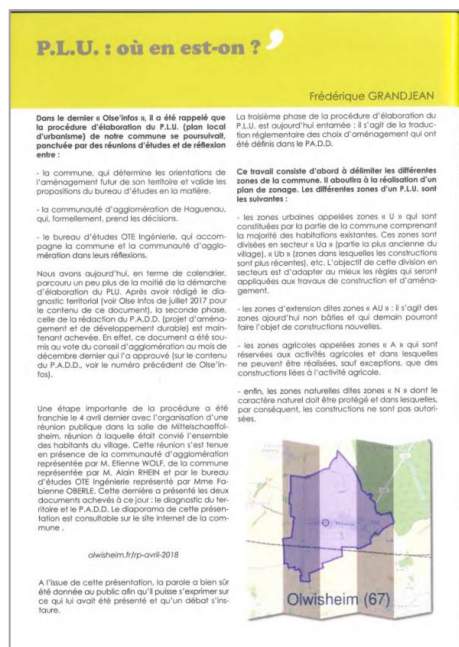 P.L.U. : où en est-on ?
Frédérique GRANDJEAN
Dans le dernier « Olse'infos », il a été rappelé que
la procédure d'élaboration du P.L.U. (plan local
d'urbanisme) de notre commune se poursuivait,
ponctuée par des réunions d'études et de réflexion
entre :
- la commune, qui détermine les orientations de
l'aménagement futur de son territoire et valide les
propositions du bureau d'études en la matière.
- la communauté d'agglomération de Haguenau,
qui, formellement, prend les décisions.
- le bureau d'études OTE Ingénierie, qui accom-
pagne la commune et la communauté d'agglo-
mération dans leurs réflexions.
Nous avons aujourd'hui, en terme de calendrier,
parcouru un peu plus de la moitié de la démarche
d'élaboration du PLU. Après avoir rédigé le dia-
gnostic territorial (voir Olse Infos de juillet 2017 pour
le contenu de ce document), la seconde phase,
celle de la rédaction du P.A.D.D. (projet d'aména-
gement et de développement durable) est main-
tenant achevée. En effet, ce document a été sou-
mis au vote du conseil d'agglomération au mois de
décembre dernier qui l'a approuvé (sur le contenu
du P.A.D.D., voir le numéro précédent de Olse'in-
fos).
Une étape importante de la procédure a été
franchie le 4 avril dernier avec l'organisation d'une
réunion publique dans la salle de Mittelschaeffol-
sheim, réunion à laquelle était convié l'ensemble
des habitants du village. Cette réunion s'est tenue
en présence de la communauté d'agglomération
représentée par M. Etienne WOLF, de la commune
représentée par M. Alain RHEIN et par le bureau
d'études OTE Ingénierie représenté par Mme Fa-
bienne OBERLE. Cette dernière a présenté les deux
documents achevés à ce jour : le diagnostic du ter-
ritoire et le P.A.D.D. Le diaporama de cette présen-
tation est consultable sur le site internet de la com-
mune .
olwisheim.fr/rp-avril-2018
A l'issue de cette présentation, la parole a bien sûr
été donnée au public afin qu'il puisse s'exprimer sur
ce qui lui avait été présenté et qu'un débat s'ins-
taure.
La troisième phase de la procédure d'élaboration du
P.L.U. est aujourd'hui entamée : il s'agit de la traduc-
tion réglementaire des choix d'aménagement qui ont
été définis dans le P.A.D.D.
Ce travail consiste d'abord à délimiter les différentes
zones de la commune. Il aboutira à la réalisation d'un
plan de zonage. Les différentes zones d'un P.L.U. sont
les suivantes :
- les zones urbaines appelées zones « U » qui sont
constituées par la partie de la commune comprenant
la majorité des habitations existantes. Ces zones sont
divisées en secteur « Ua » (partie la plus ancienne du
village), « Ub » (zones dans lesquelles les constructions
sont plus récentes), etc. L'objectif de cette division en
secteurs est d'adapter au mieux les règles qui seront
appliquées aux travaux de construction et d'aména-
gement.
- les zones d'extension dites zones « AU » : il s'agit des
zones ajourd'hui non bâties et qui demain pourront
faire l'objet de constructions nouvelles.
- les zones agricoles appelées zones « A » qui sont
réservées aux activités agricoles et dans lesquelles
ne peuvent être réalisées, sauf exceptions, que des
constructions liées à l'activité agricole.
- enfin, les zones naturelles dites zones « N » dont le
caractère naturel doit être protégé et dans lesquelles,
par conséquent, les constructions ne sont pas autori-
sées.
Olwisheim (67)